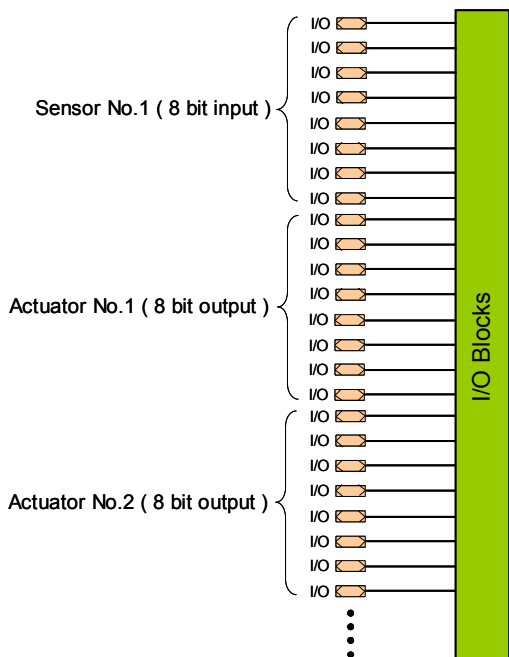 I/O
I/O
I/O
I/O
Sensor No.1 ( 8 bit input )
I/O
I/O
I/O
I/O
I/O
I/O
I/O
I/O
Actuator No.1 ( 8 bit output )
I/O
I/O
I/O
I/O
I/O Blocks
I/O
I/O
I/O
I/O
Actuator No.2 ( 8 bit output )
I/O
I/O
I/O
I/O